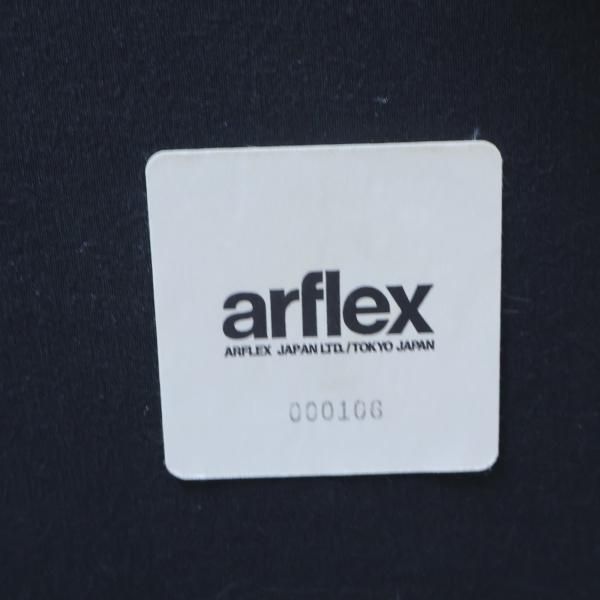 arflex
ARFLEX JAPAN LTD./TOKYO JAPAN
000106